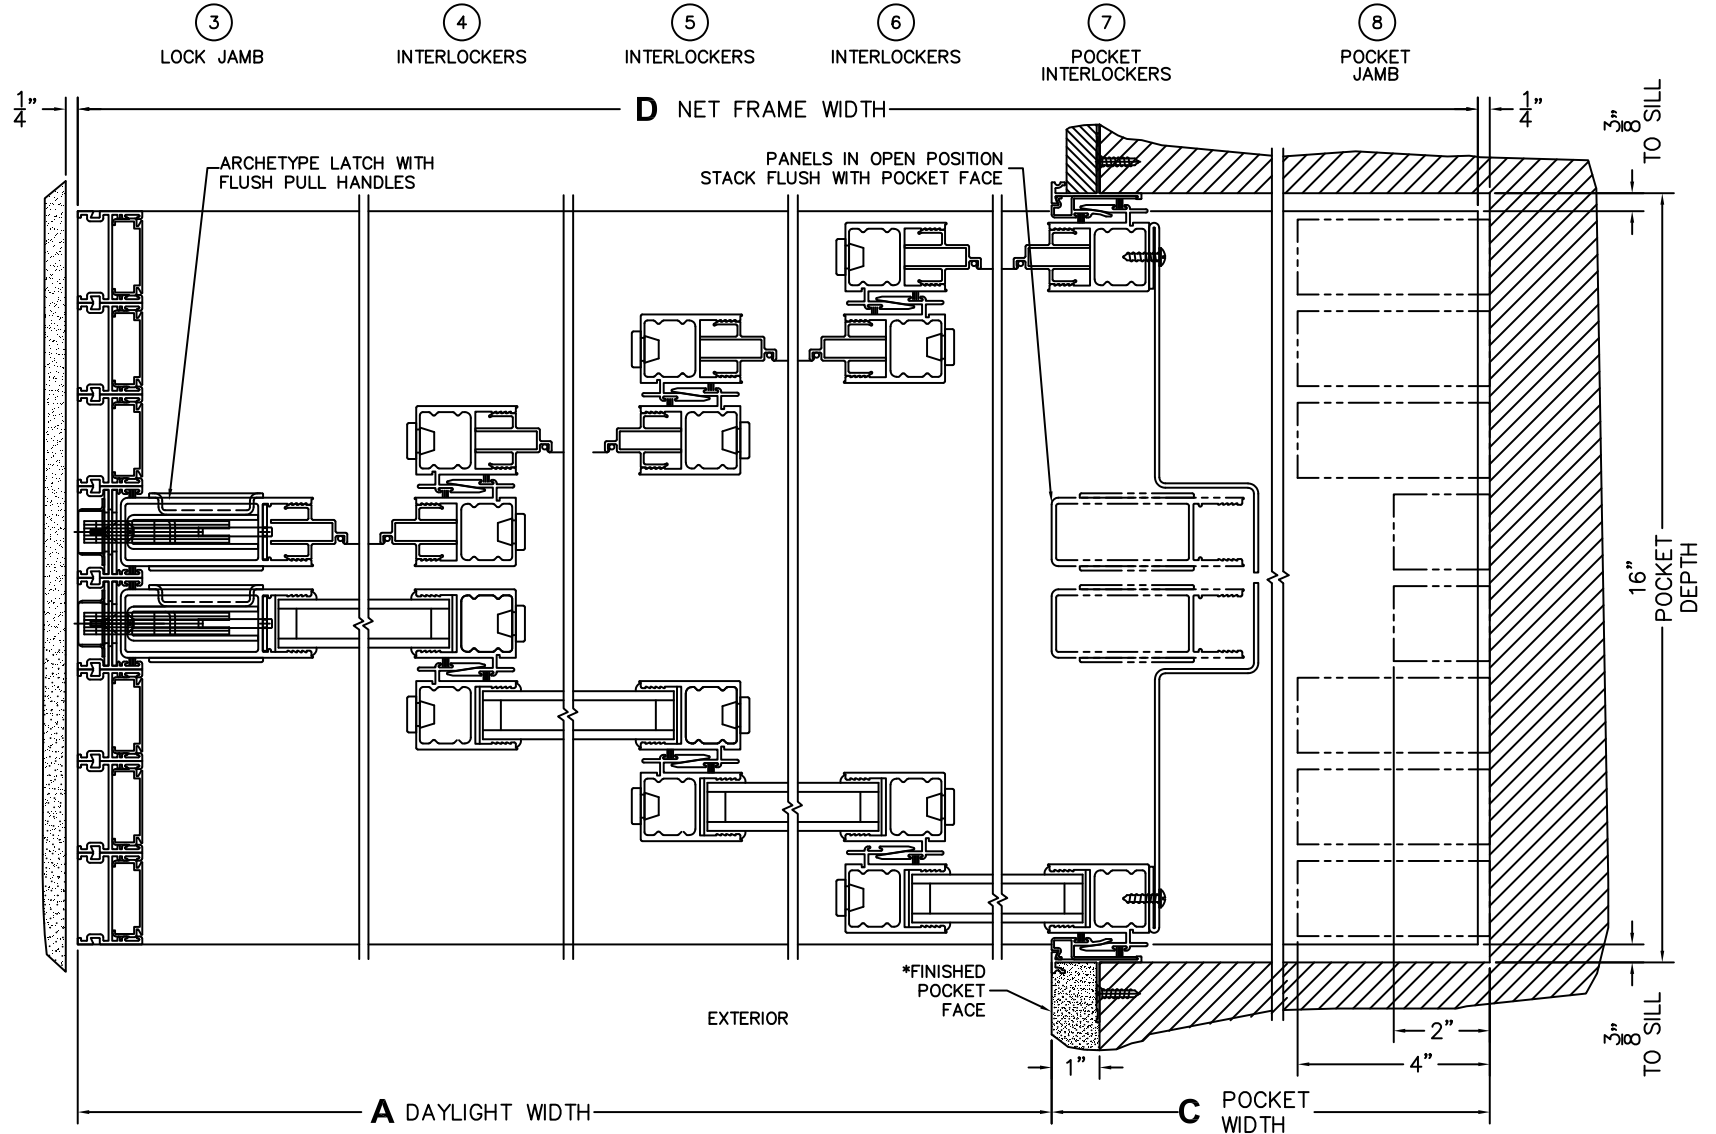 3
4
5
6
7
8
LOCK JAMB
INTERLOCKERS
INTERLOCKERS
INTERLOCKERS
POCKET
INTERLOCKERS
POCKET
JAMB
1/4"
D NET FRAME WIDTH
1/4"
3/8"
TO SILL
ARCHETYPE LATCH WITH
FLUSH PULL HANDLES
PANELS IN OPEN POSITION
STACK FLUSH WITH POCKET FACE
16"
POCKET
DEPTH
*FINISHED
POCKET
FACE
EXTERIOR
2"
4"
1"
3/8"
TO SILL
A DAYLIGHT WIDTH
C POCKET
WIDTH